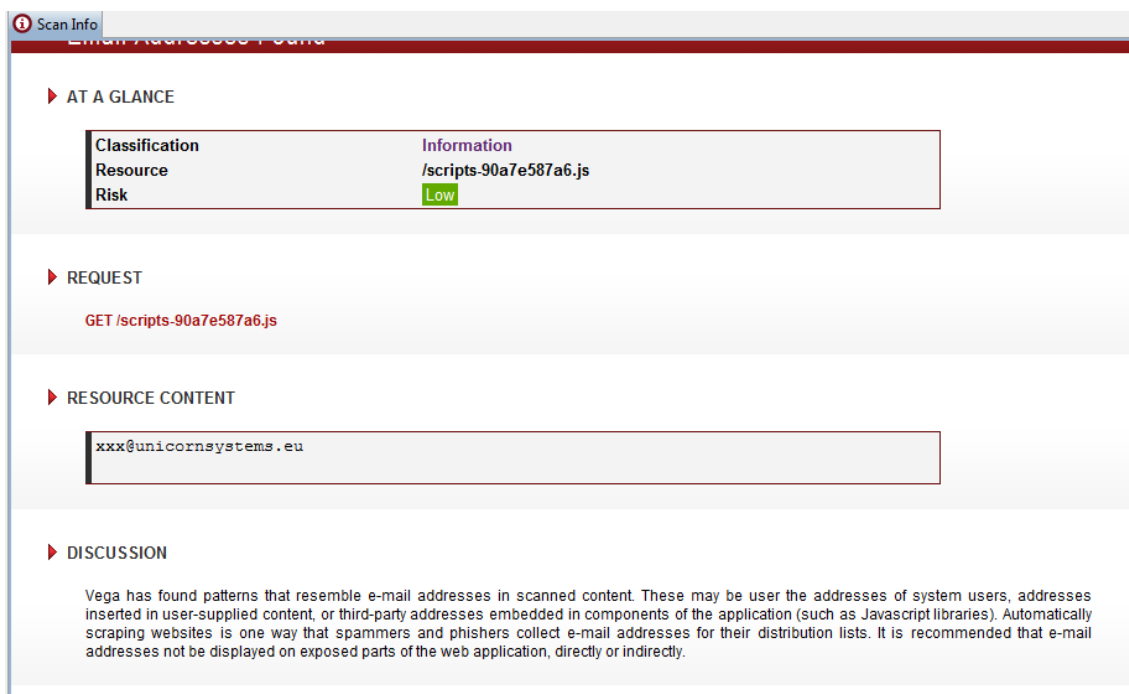 Scan Info
Email Addresses Found
AT A GLANCE
Classification Information
Resource /scripts-90a7e587a6.js
Risk Low
REQUEST
GET /scripts-90a7e587a6.js
RESOURCE CONTENT
xxx@unicornsystems.eu
DISCUSSION
Vega has found patterns that resemble e-mail addresses in scanned content. These may be user the addresses of system users, addresses
inserted in user-supplied content, or third-party addresses embedded in components of the application (such as Javascript libraries). Automatically
scraping websites is one way that spammers and phishers collect e-mail addresses for their distribution lists. It is recommended that e-mail
addresses not be displayed on exposed parts of the web application, directly or indirectly.